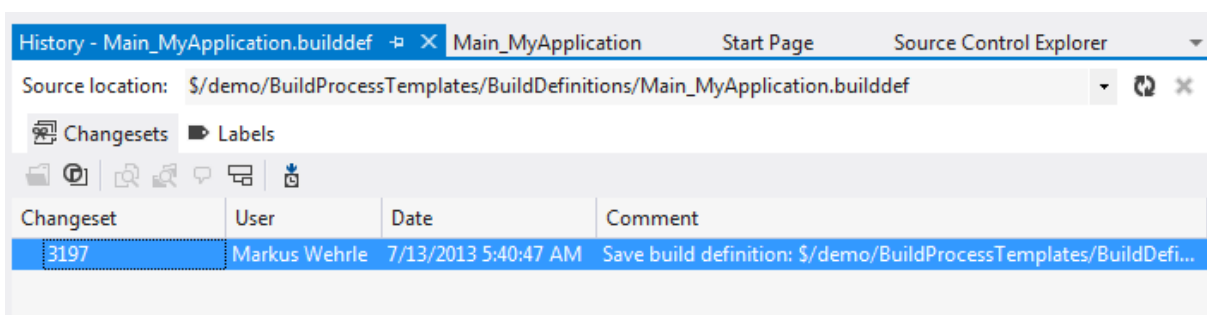 History - Main_MyApplication.builddef Main_MyApplication Start Page Source Control Explorer
Source location: $/demo/BuildProcessTemplates/BuildDefinitions/Main_MyApplication.builddef
Changesets Labels
Changeset User Date Comment
3197 Markus Wehrle 7/13/2013 5:40:47 AM Save build definition: $/demo/BuildProcessTemplates/BuildDefi...